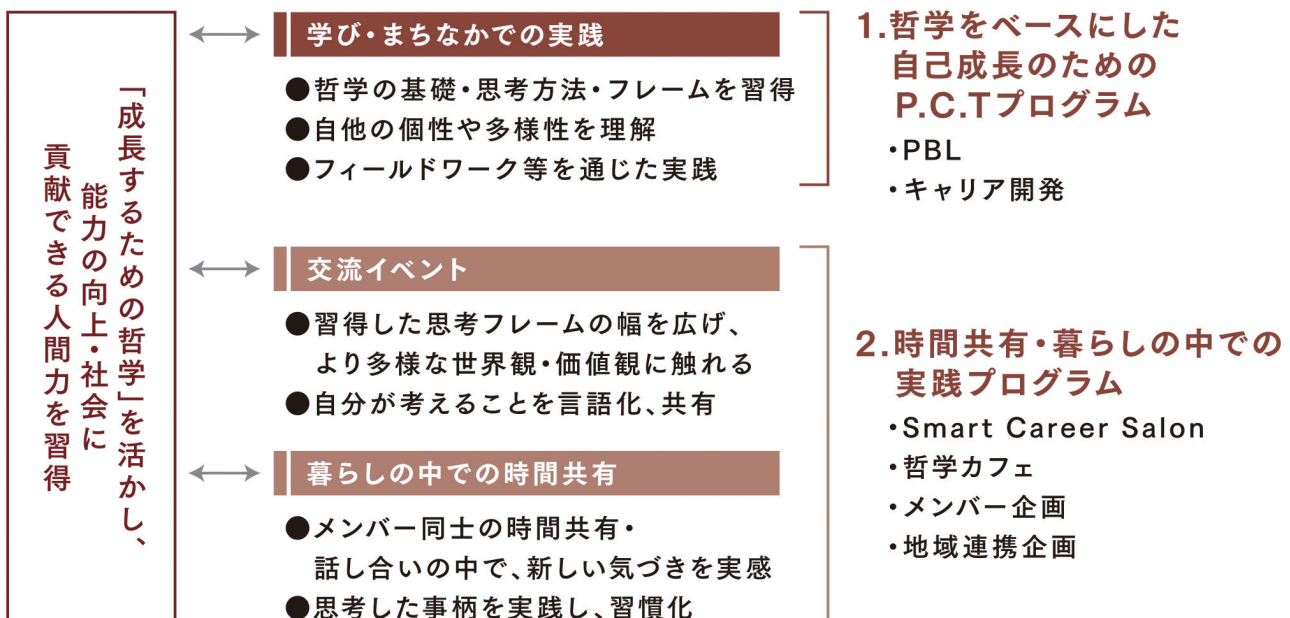 「成長するための哲学」を活かし、
能力の向上・社会に
貢献できる人間力を習得
学び・まちなかでの実践
●哲学の基礎・思考方法・フレームを習得
●自他の個性や多様性を理解
●フィールドワーク等を通じた実践
1.哲学をベースにした
自己成長のための
P.C.Tプログラム
・PBL
・キャリア開発
交流イベント
●習得した思考フレームの幅を広げ、
より多様な世界観・価値観に触れる
●自分が考えることを言語化、共有
暮らしの中での時間共有
●メンバー同士の時間共有・
話し合いの中で、新しい気づきを実感
●思考した事柄を実践し、習慣化
2.時間共有・暮らしの中での
実践プログラム
・Smart Career Salon
・哲学カフェ
・メンバー企画
・地域連携企画